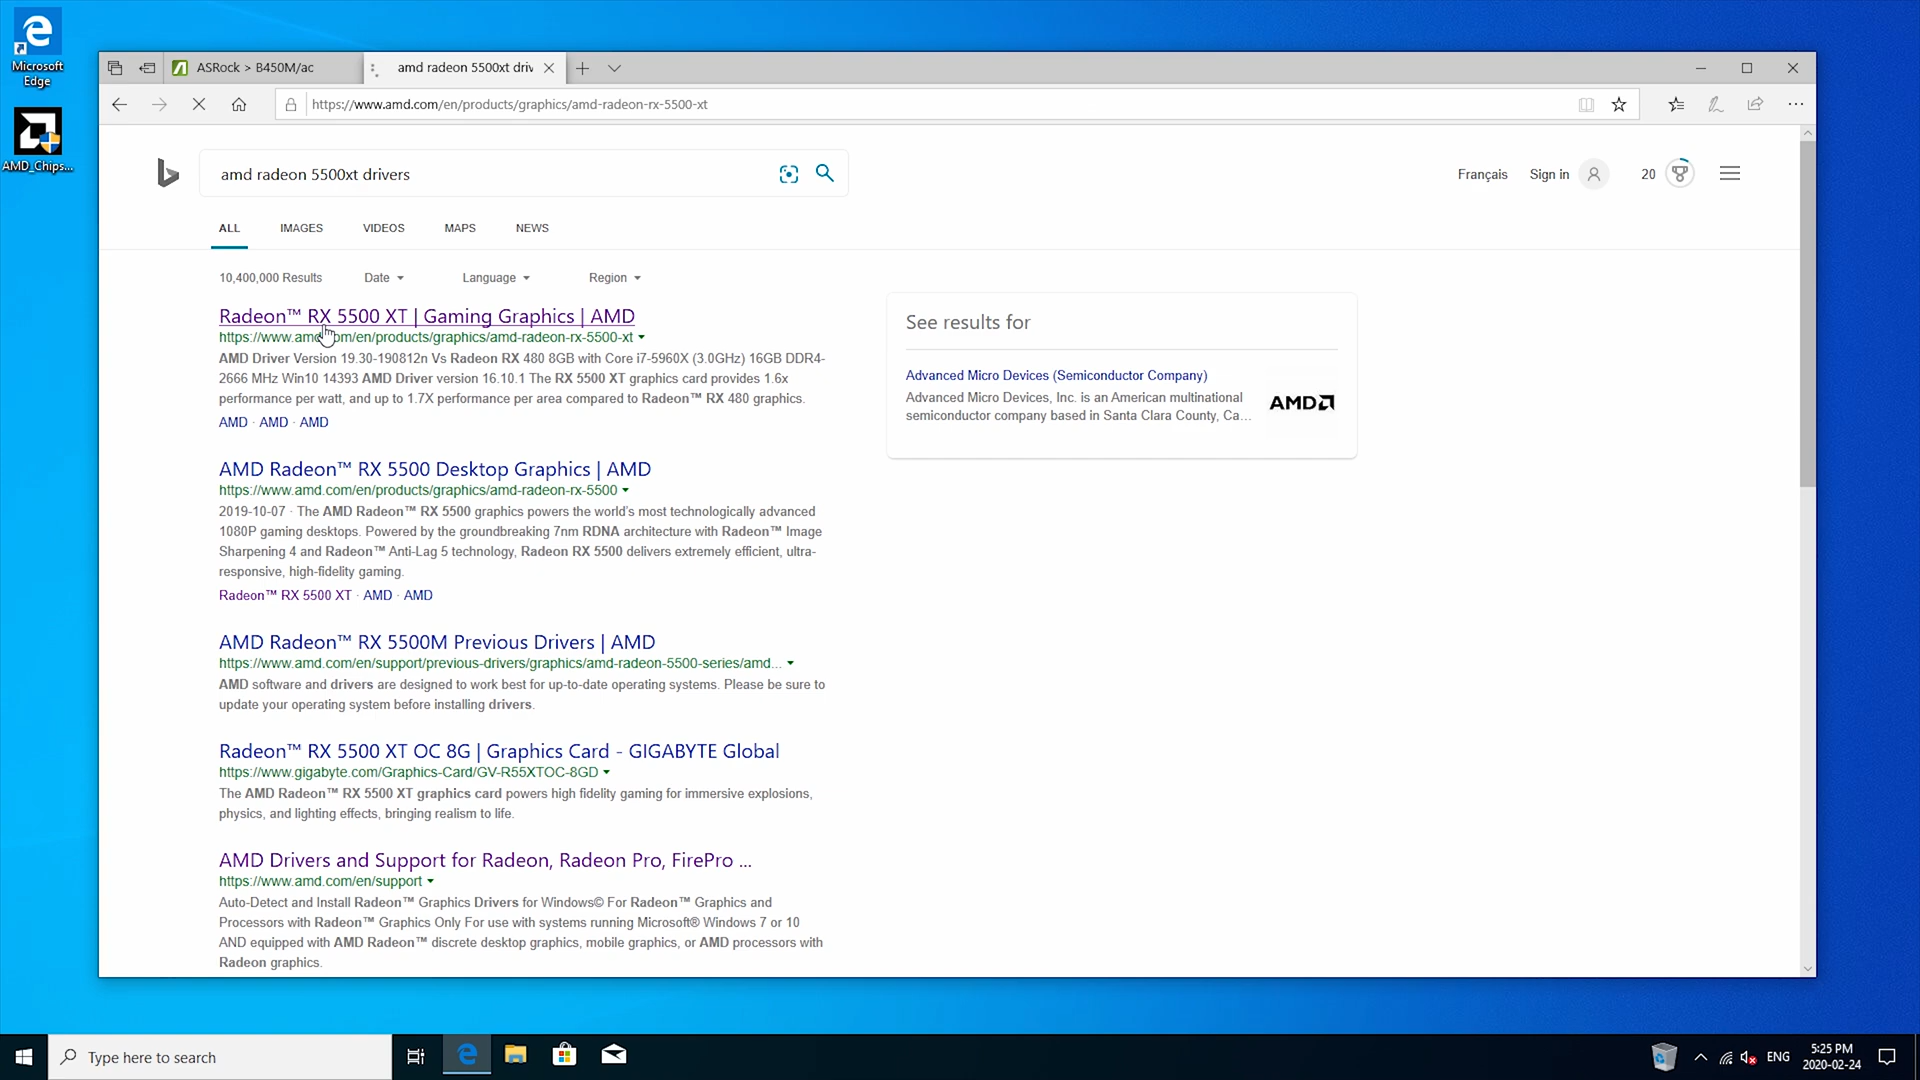 Microsoft
Edge
AMD_Chips...
ASRock > B450M/ac
amd radeon 5500xt driv
https://www.amd.com/en/products/graphics/amd-radeon-rx-5500-xt
amd radeon 5500xt drivers
Français
Sign in
20
ALL
IMAGES
VIDEOS
MAPS
NEWS
10,400,000 Results
Date
Language
Region
Radeon™ RX 5500 XT | Gaming Graphics | AMD
https://www.amd.com/en/products/graphics/amd-radeon-rx-5500-xt
AMD Driver Version 19.30-190812n Vs Radeon RX 480 8GB with Core i7-5960X (3.0GHz) 16GB DDR4-
2666 MHz Win10 14393 AMD Driver version 16.10.1 The RX 5500 XT graphics card provides 1.6x
performance per watt, and up to 1.7X performance per area compared to Radeon™ RX 480 graphics.
AMD · AMD · AMD
See results for
Advanced Micro Devices (Semiconductor Company)
Advanced Micro Devices, Inc. is an American multinational
semiconductor company based in Santa Clara County, Ca...
AMD
AMD Radeon™ RX 5500 Desktop Graphics | AMD
https://www.amd.com/en/products/graphics/amd-radeon-rx-5500
2019-10-07 · The AMD Radeon™ RX 5500 graphics powers the world's most technologically advanced
1080P gaming desktops. Powered by the groundbreaking 7nm RDNA architecture with Radeon™ Image
Sharpening 4 and Radeon™ Anti-Lag 5 technology, Radeon RX 5500 delivers extremely efficient, ultra-
responsive, high-fidelity gaming.
Radeon™ RX 5500 XT · AMD · AMD
AMD Radeon™ RX 5500M Previous Drivers | AMD
https://www.amd.com/en/support/previous-drivers/graphics/amd-radeon-5500-series/amd...
AMD software and drivers are designed to work best for up-to-date operating systems. Please be sure to
update your operating system before installing drivers.
Radeon™ RX 5500 XT OC 8G | Graphics Card - GIGABYTE Global
https://www.gigabyte.com/Graphics-Card/GV-R55XTOC-8GD
The AMD Radeon™ RX 5500 XT graphics card powers high fidelity gaming for immersive explosions,
physics, and lighting effects, bringing realism to life.
AMD Drivers and Support for Radeon, Radeon Pro, FirePro ...
https://www.amd.com/en/support
Auto-Detect and Install Radeon™ Graphics Drivers for Windows© For Radeon™ Graphics and
Processors with Radeon™ Graphics Only For use with systems running Microsoft® Windows 7 or 10
AND equipped with AMD Radeon™ discrete desktop graphics, mobile graphics, or AMD processors with
Radeon graphics.
Type here to search
ENG
5:25 PM
2020-02-24